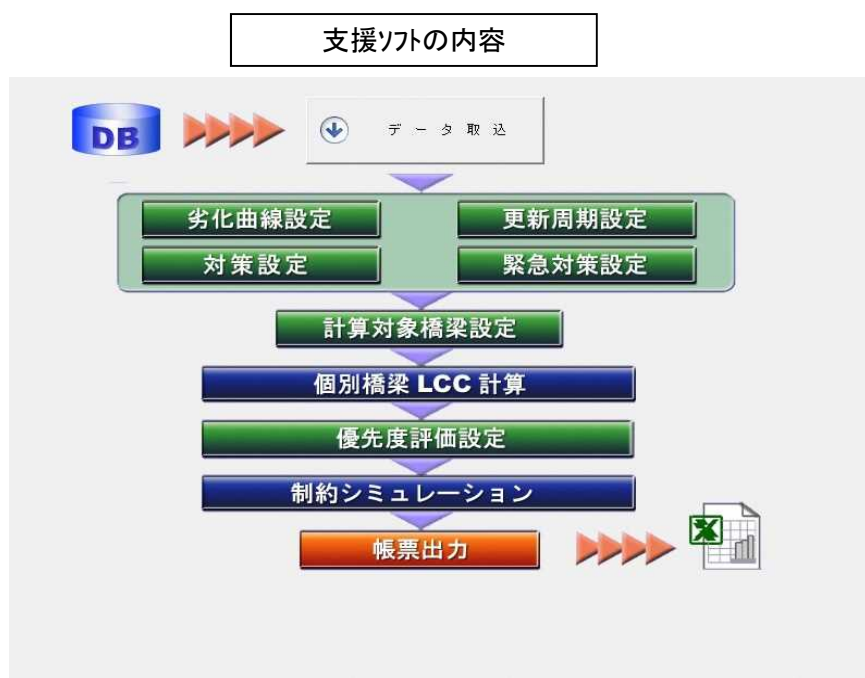 支援ソフトの内容
DB
データ取込
劣化曲線設定
更新周期設定
対策設定
緊急対策設定
計算対象橋梁設定
個別橋梁 LCC 計算
優先度評価設定
制約シミュレーション
帳票出力